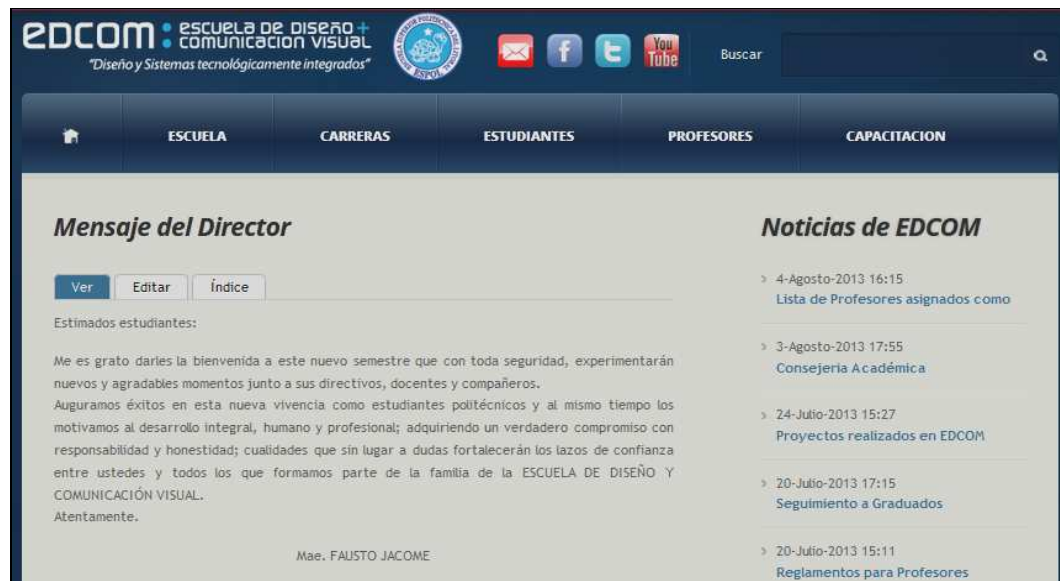 EDCOM: ESCUELA DE DISEÑO+
COMUNICACION VISUAL
"Diseño y Sistemas tecnológicamente integrados"
ESCUELA SUPERIOR POLITECNICA DEL LITORAL
ESPOL
You
Tube
Buscar
ESCUELA
CARRERAS
ESTUDIANTES
PROFESORES
CAPACITACION
Mensaje del Director
Ver
Editar
Índice
Estimados estudiantes:
Me es grato darles la bienvenida a este nuevo semestre que con toda seguridad, experimentarán
nuevos y agradables momentos junto a sus directivos, docentes y compañeros.
Auguramos éxitos en esta nueva vivencia como estudiantes politécnicos y al mismo tiempo los
motivamos al desarrollo integral, humano y profesional; adquiriendo un verdadero compromiso con
responsabilidad y honestidad; cualidades que sin lugar a dudas fortalecerán los lazos de confianza
entre ustedes y todos los que formamos parte de la familia de la ESCUELA DE DISEÑO Y
COMUNICACIÓN VISUAL.
Atentamente.
Mae. FAUSTO JACOME
Noticias de EDCOM
4-Agosto-2013 16:15
Lista de Profesores asignados como
3-Agosto-2013 17:55
Consejeria Académica
24-Julio-2013 15:27
Proyectos realizados en EDCOM
20-Julio-2013 17:15
Seguimiento a Graduados
20-Julio-2013 15:11
Reglamentos para Profesores